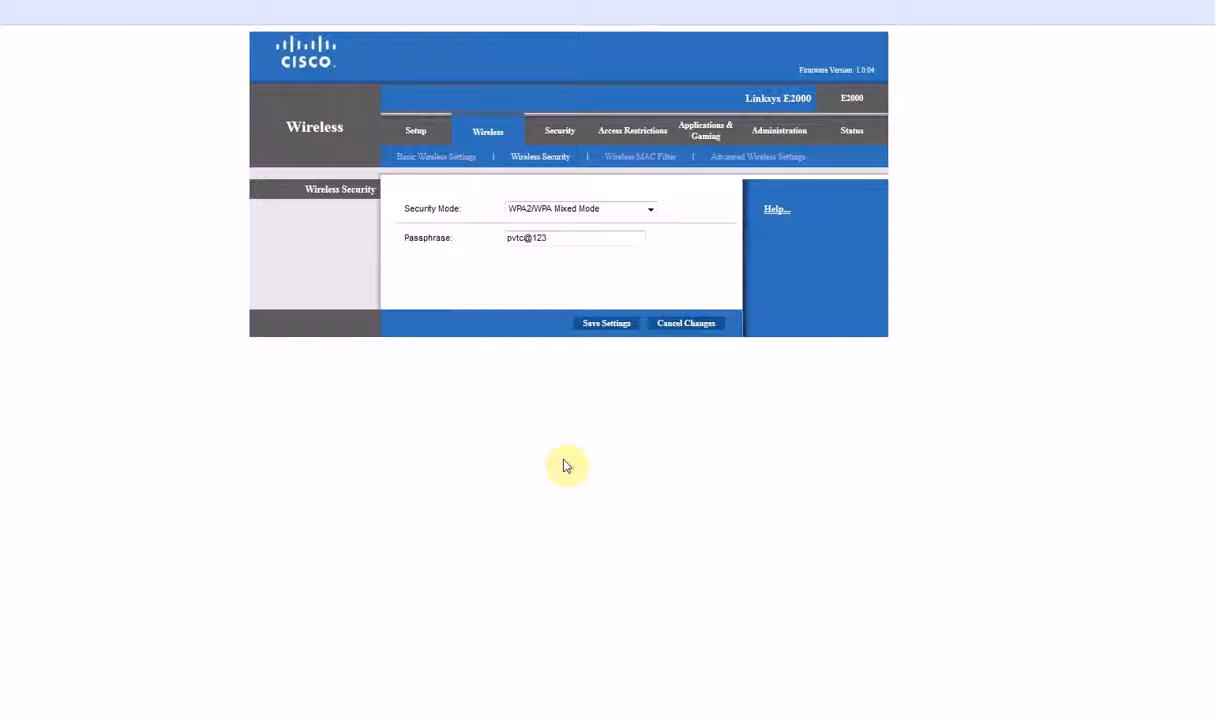 CISCO.
Firmware Version: 1.0.04
Linksys E2000
E2000
Wireless
Setup
Wireless
Security
Access Restrictions
Applications &
Gaming
Administration
Status
Basic Wireless Settings | Wireless Security | Wireless MAC Filter | Advanced Wireless Settings
Wireless Security
Security Mode: WPA2/WPA Mixed Mode
Help...
Passphrase: pvtc@123
Save Settings
Cancel Changes